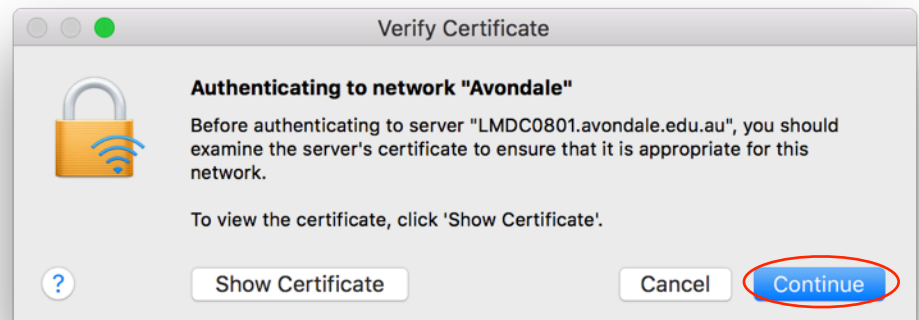 Verify Certificate
Authenticating to network "Avondale"
Before authenticating to server "LMDC0801.avondale.edu.au", you should
examine the server's certificate to ensure that it is appropriate for this
network.
To view the certificate, click 'Show Certificate'.
?
Show Certificate
Cancel
Continue